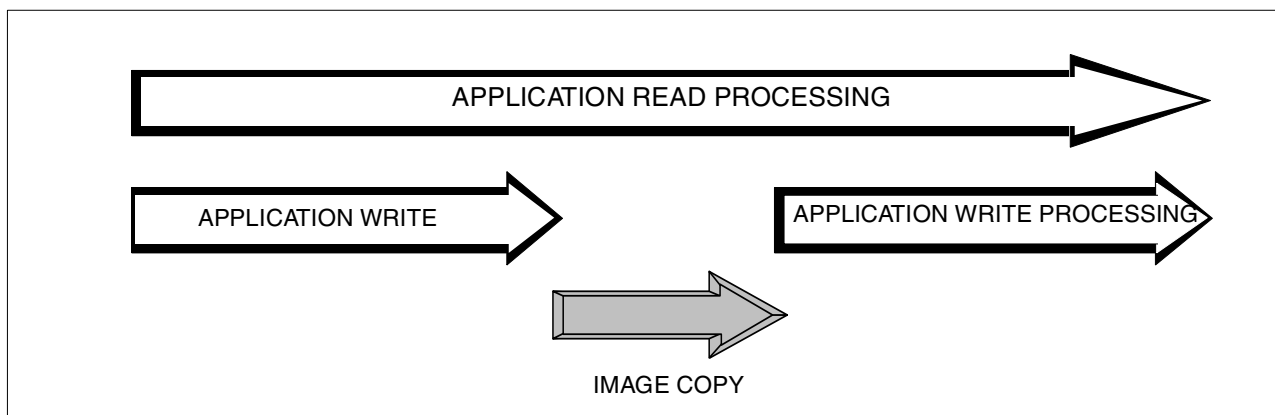 APPLICATION READ PROCESSING
APPLICATION WRITE
APPLICATION WRITE PROCESSING
IMAGE COPY